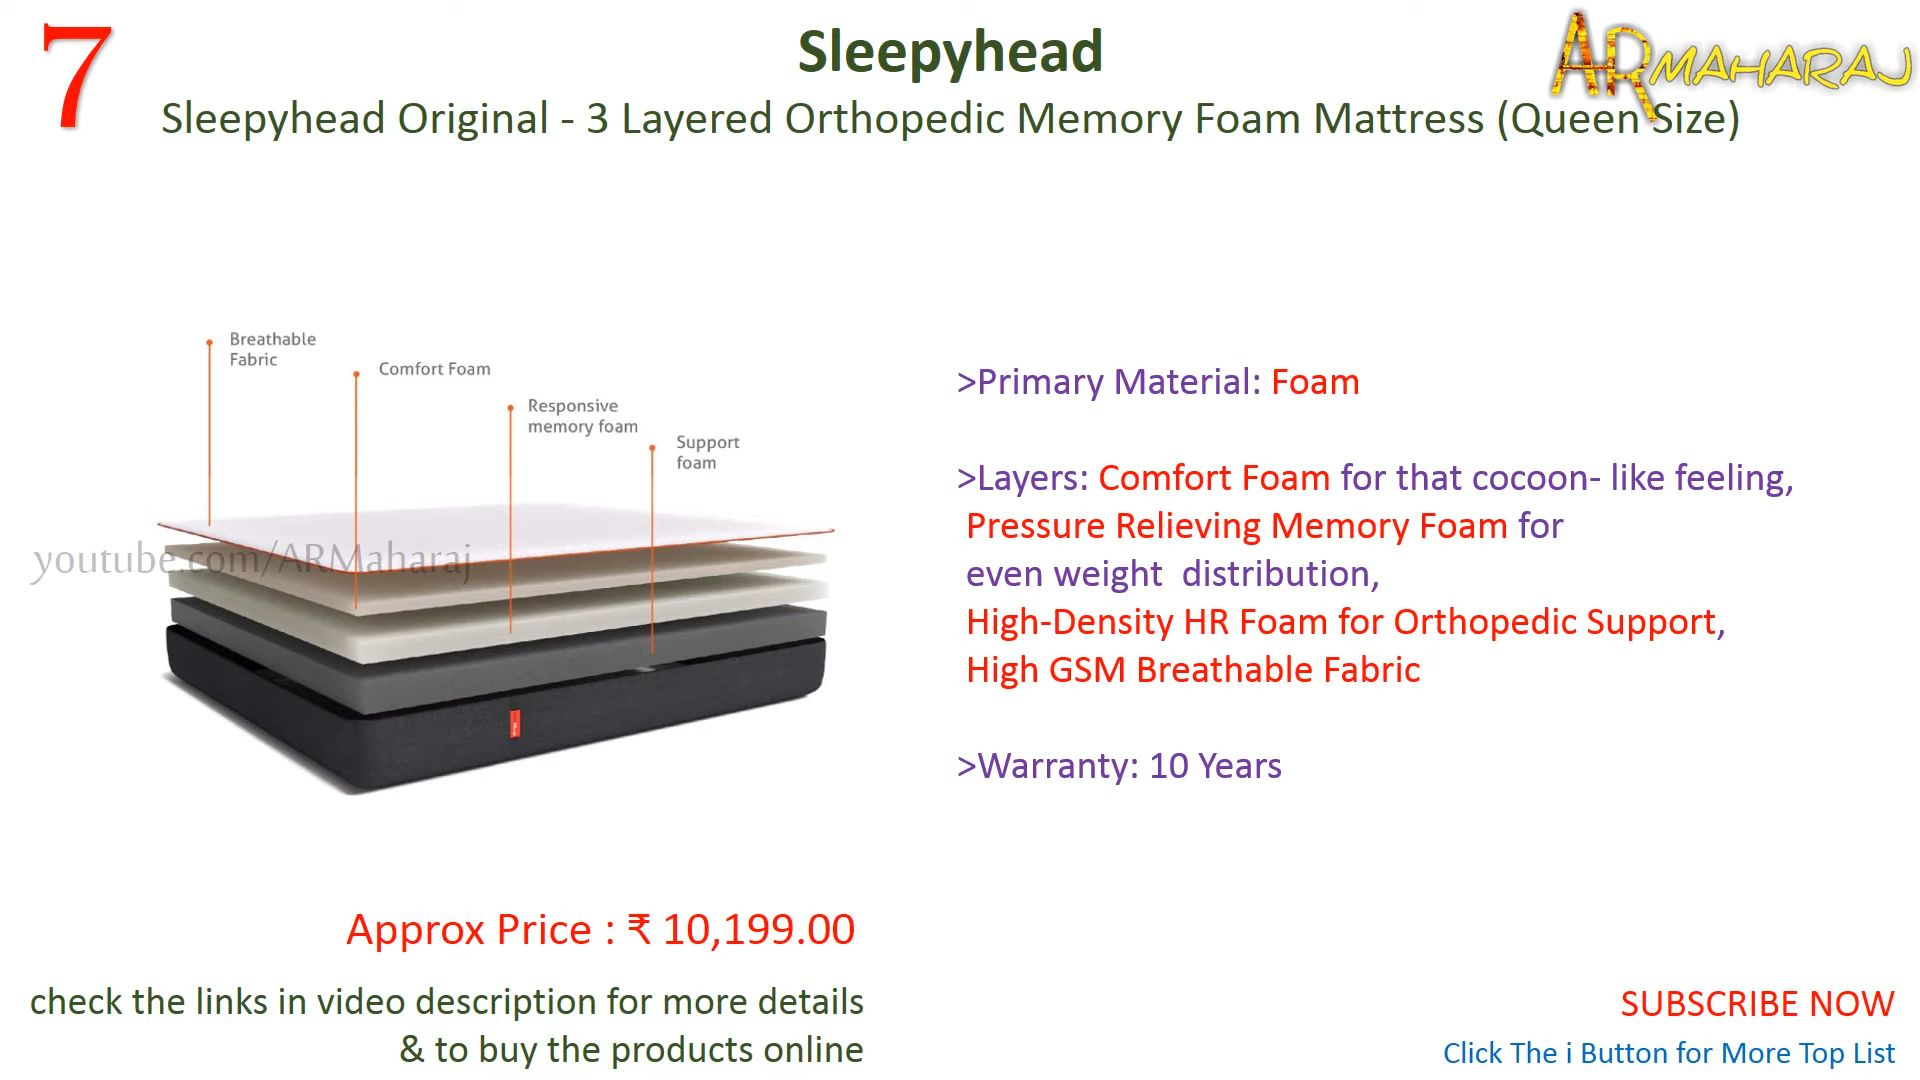 7
Sleepyhead
ARMAHARAJ
Sleepyhead Original - 3 Layered Orthopedic Memory Foam Mattress (Queen Size)
Breathable
Fabric
Comfort Foam
Responsive
memory foam
Support
foam
youtube.com/ARMaharaj
>Primary Material: Foam
>Layers: Comfort Foam for that cocoon- like feeling,
Pressure Relieving Memory Foam for
even weight distribution,
High-Density HR Foam for Orthopedic Support,
High GSM Breathable Fabric
>Warranty: 10 Years
Approx Price : ₹ 10,199.00
check the links in video description for more details
& to buy the products online
SUBSCRIBE NOW
Click The i Button for More Top List